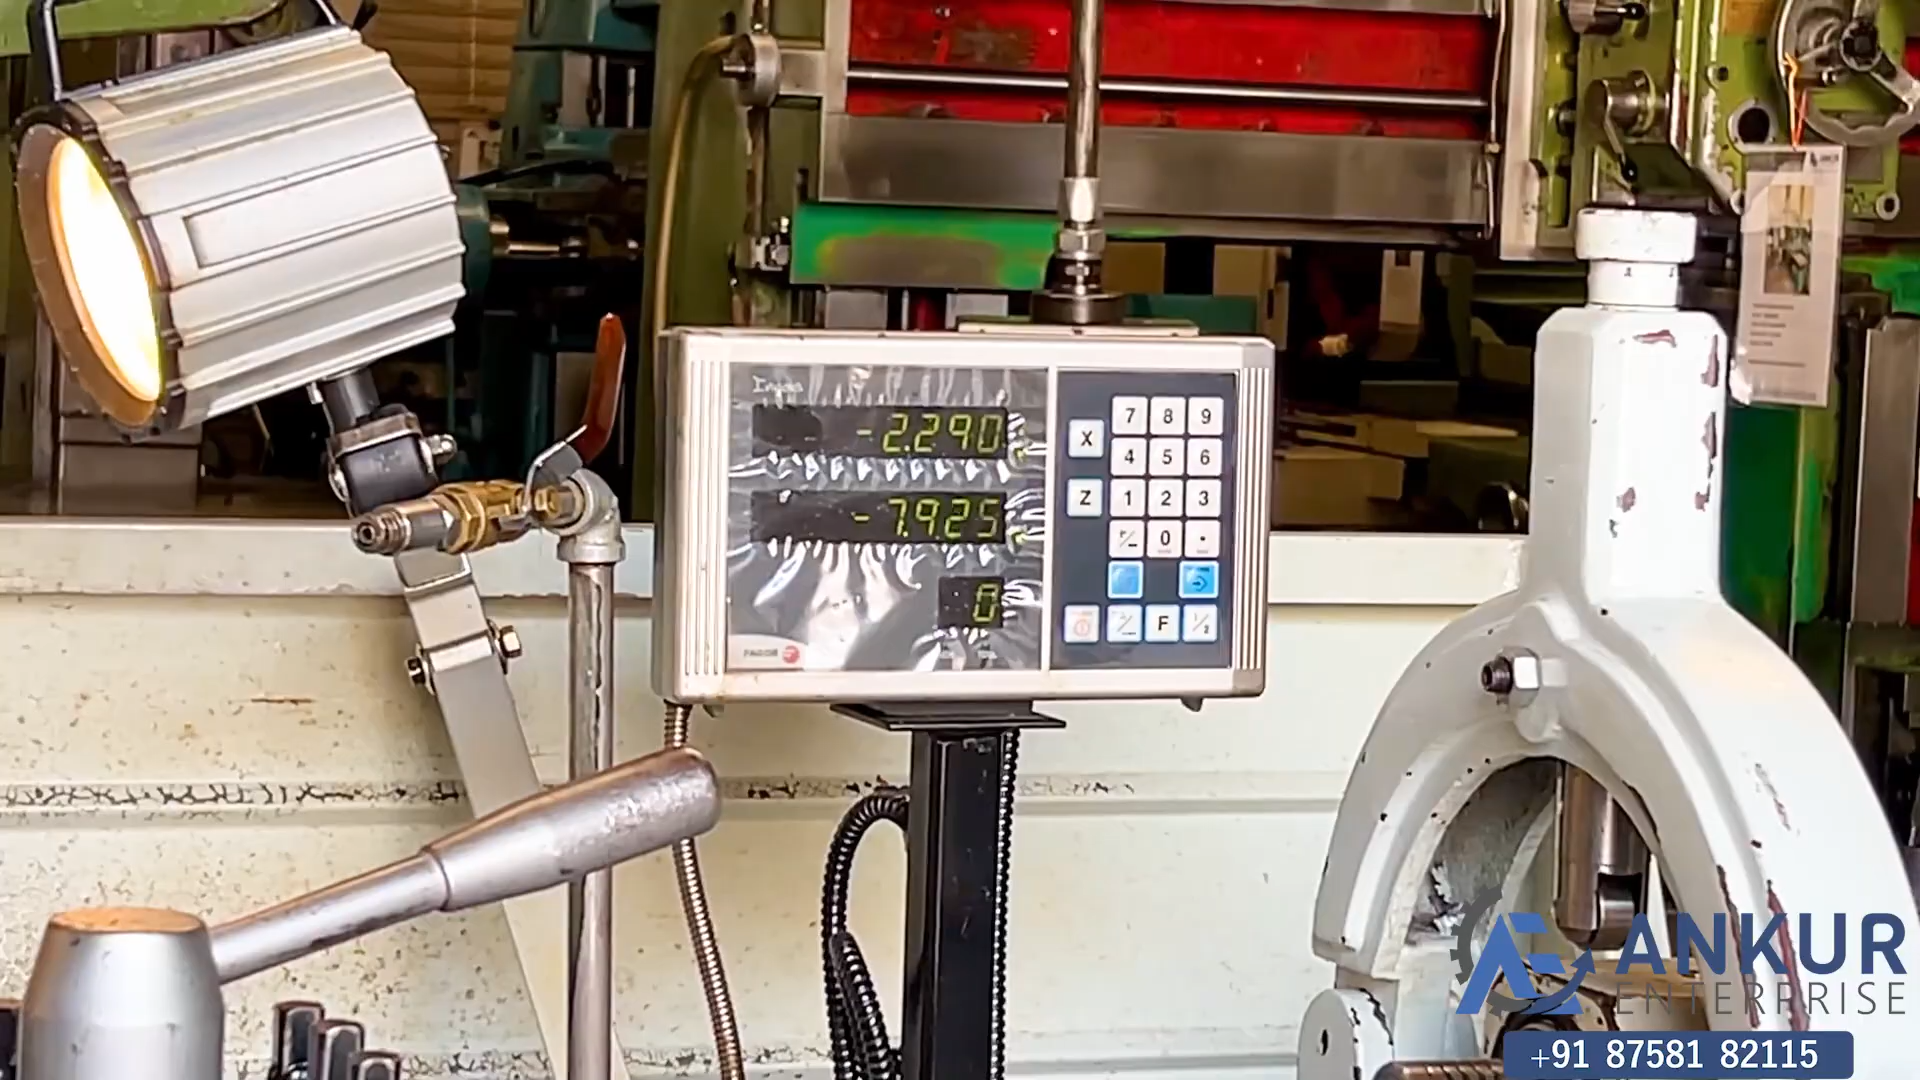 -2.290
-7.925
0
FAGOR
X
7 8 9
4 5 6
Z
1 2 3
0 .
F
ANKUR
ENTERPRISE
+91 87581 82115